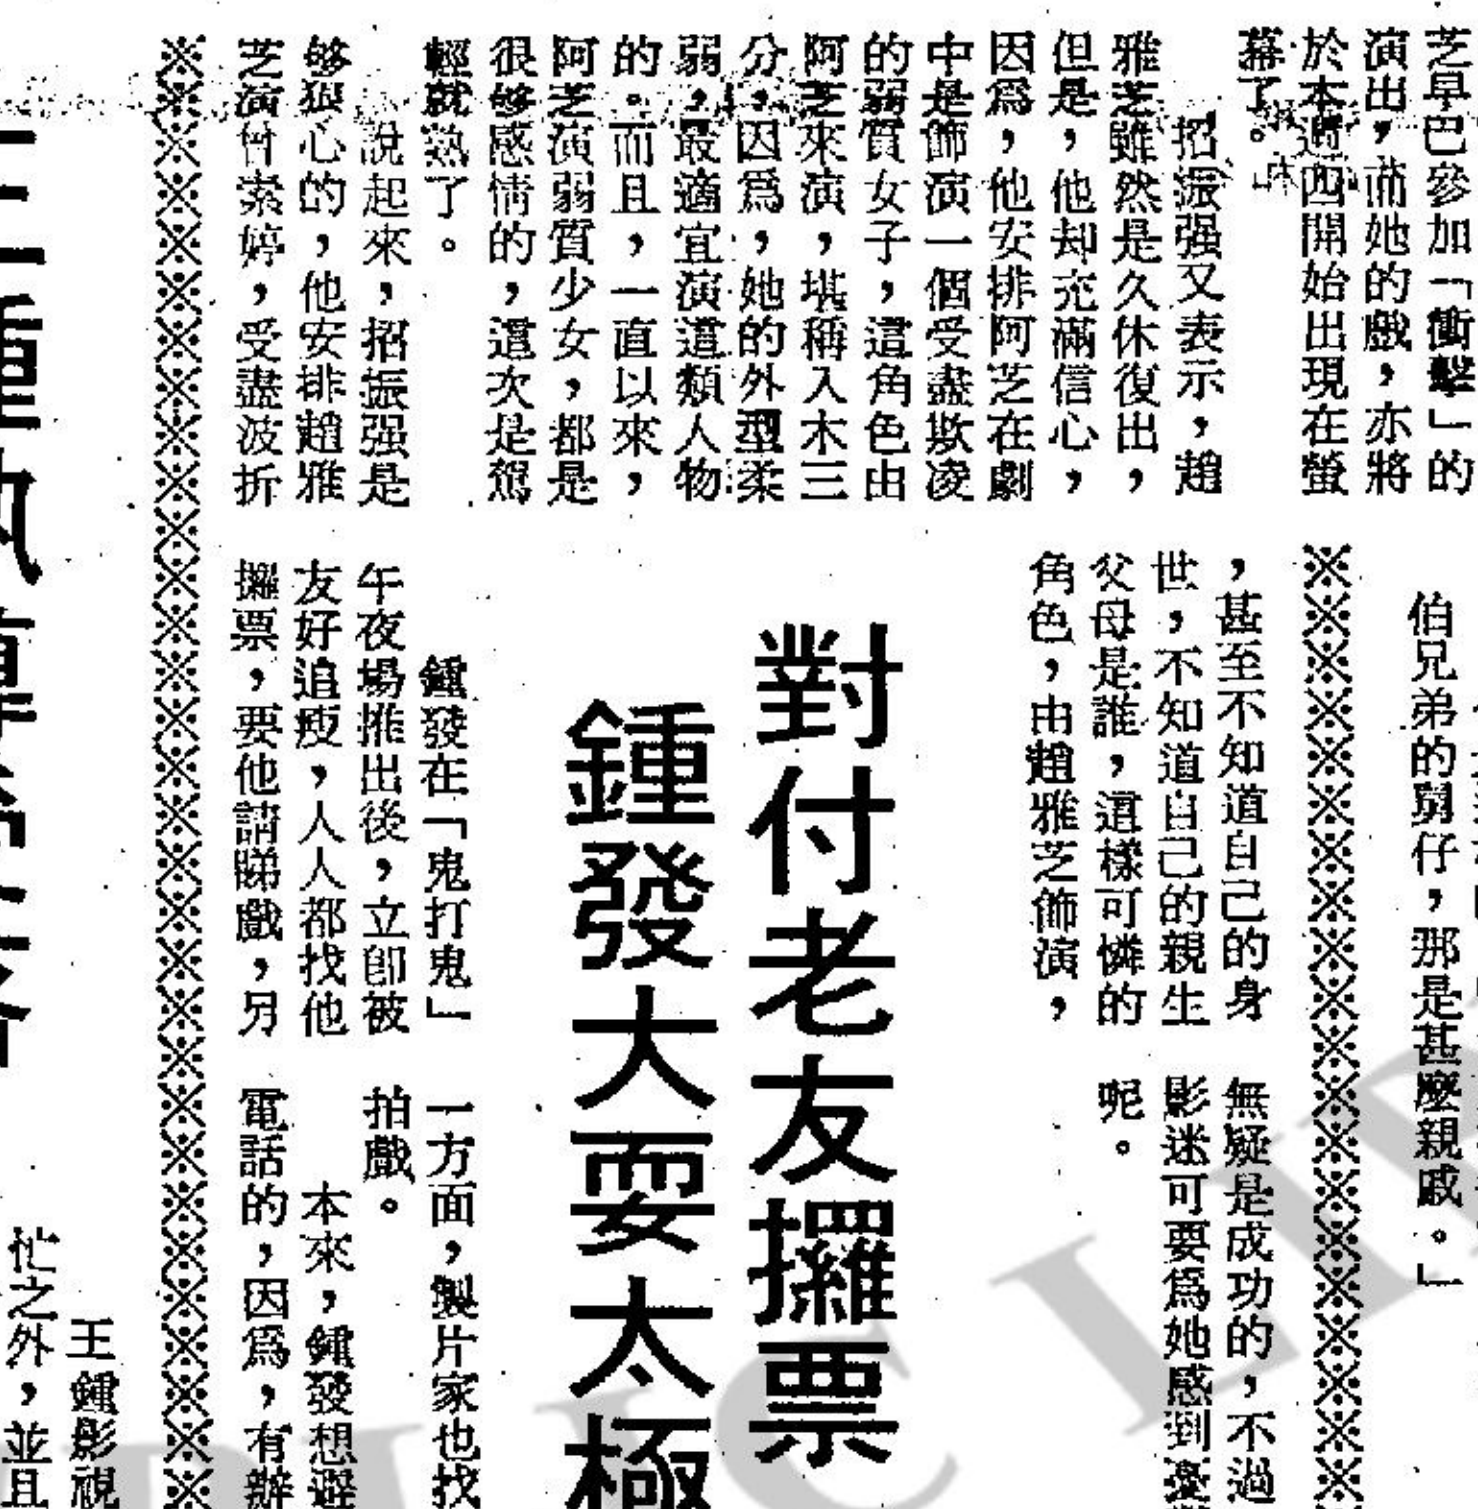 芝早巴參加「衝擊」的
演出，而她的戲，亦將
於本週四開始出現在螢
幕了。
招振强又表示，趙
雅芝雖然是久休復出，
但是，他却充滿信心，
因爲，他安排阿芝在劇
中是飾演一個受盡欺凌
的弱質女子，這角色由
阿芝來演，堪稱入木三
分，因爲，她的外型柔
弱，最適宜演這類人物
的。而且，一直以來，
阿芝演弱質少女，都是
很够感情的，這次是駕
輕就熟了。
說起來，招振强是
够狠心的，他安排趙雅
芝演曾素婷，受盡波折
，甚至不知道自己的身
世，不知道自己的親生
父母是誰，這樣可憐的
角色，由趙雅芝飾演，
無疑是成功的，不過
影迷可要爲她感到憂
呢。
伯兄弟的舅仔，那是甚麼親戚。」
對付老友攞票
鍾發大耍太極
鍾發在「鬼打鬼」
午夜場推出後，立即被
友好追瘦，人人都找他
攞票，要他請睇戲，另
一方面，製片家也找
拍戲。
本來，鍾發想避
電話的，因爲，有辦
王鍾影視
忙之外，並且